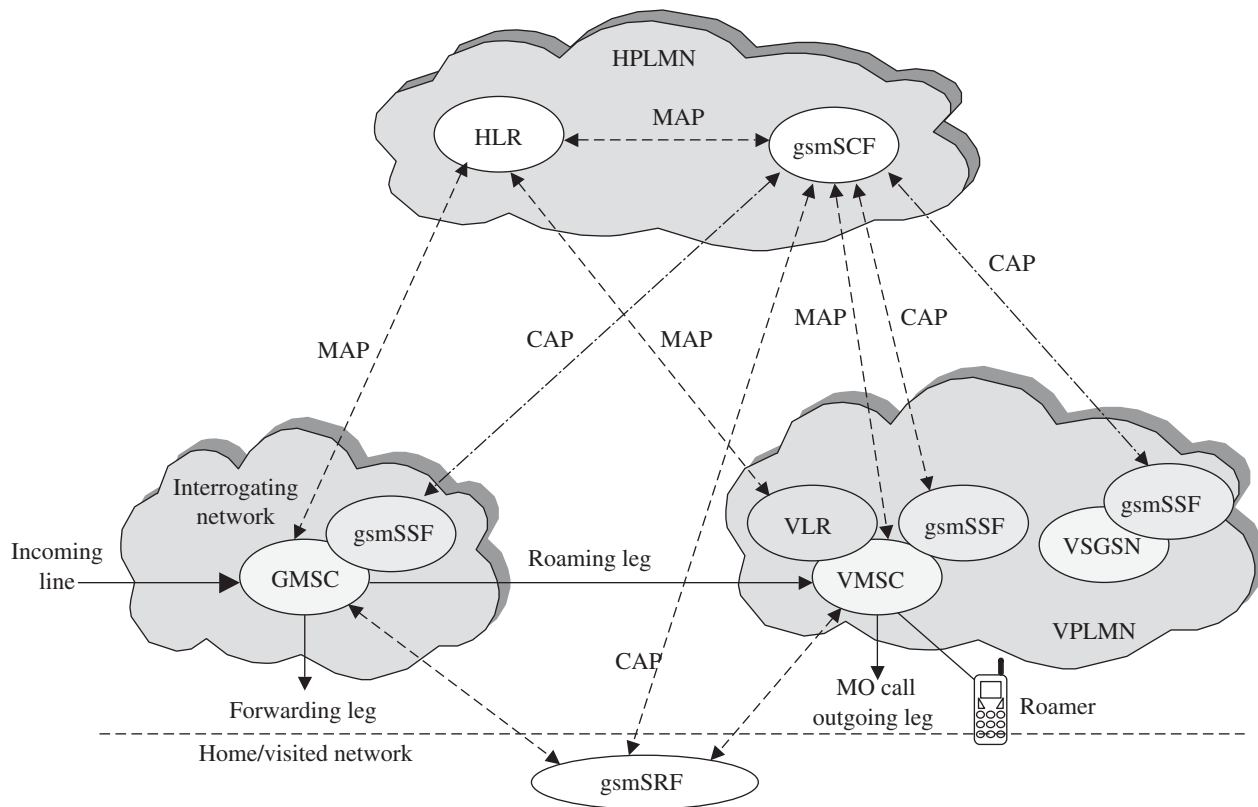 HPLMN
HLR
MAP
gsmSCF
CAP
MAP
CAP
MAP
MAP
CAP
Interrogating
network
gsmSSF
VLR
gsmSSF
gsmSSF
VSGSN
Incoming
line
GMSC
Roaming leg
VMSC
VPLMN
CAP
Forwarding leg
MO call
outgoing leg
Roamer
Home/visited network
gsmSRF